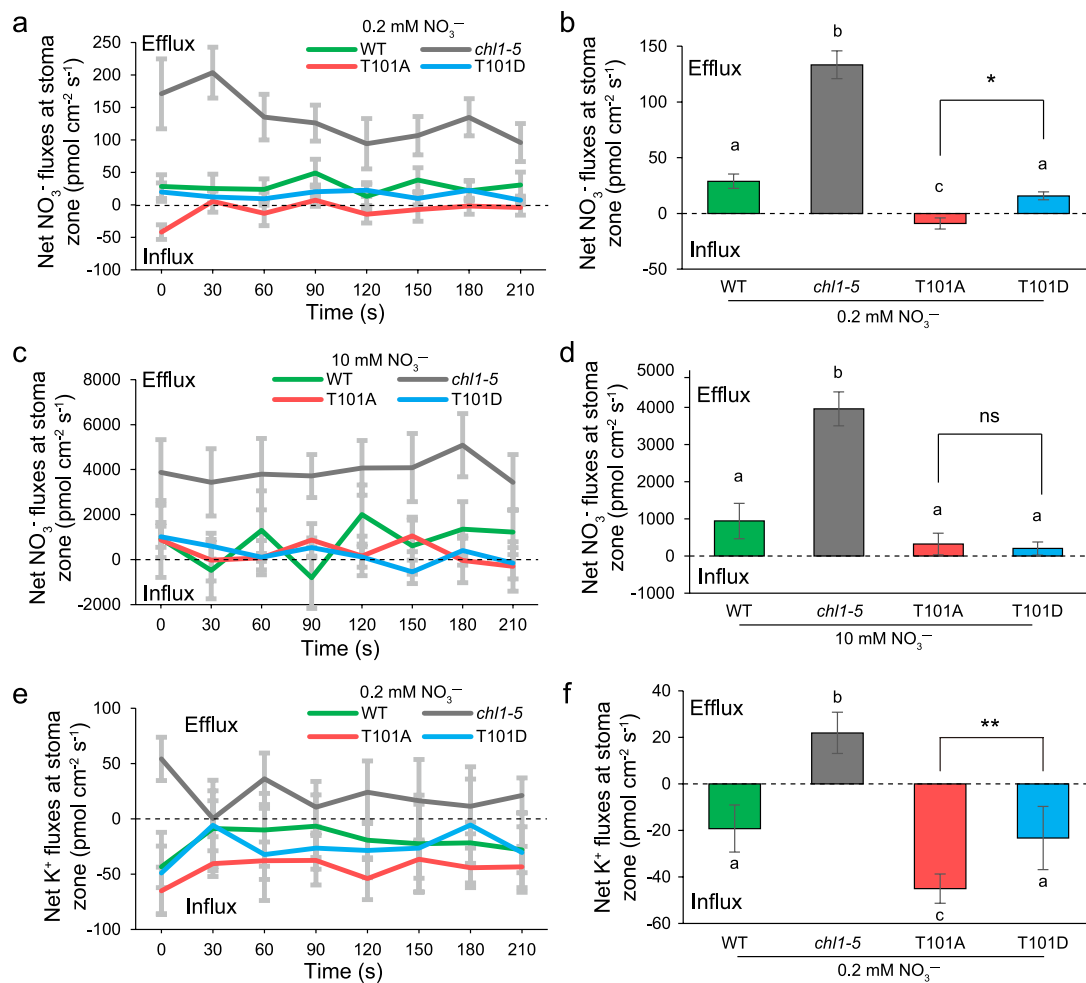 a
0.2 mM NO₃⁻
WT
chl1-5
T101A
T101D
Efflux
Influx
250
200
150
100
50
0
-50
-100
0 30 60 90 120 150 180 210
Time (s)
Net NO₃⁻ fluxes at stoma
zone (pmol cm⁻² s⁻¹)
b
Efflux
Influx
150
100
50
0
-50
a
b
c
a
*
WT chl1-5 T101A T101D
0.2 mM NO₃⁻
Net NO₃⁻ fluxes at stoma
zone (pmol cm⁻² s⁻¹)
c
10 mM NO₃⁻
WT
chl1-5
T101A
T101D
Efflux
Influx
8000
6000
4000
2000
0
-2000
0 30 60 90 120 150 180 210
Time (s)
Net NO₃⁻ fluxes at stoma
zone (pmol cm⁻² s⁻¹)
d
Efflux
Influx
5000
4000
3000
2000
1000
0
-1000
a
b
a
a
ns
WT chl1-5 T101A T101D
10 mM NO₃⁻
Net NO₃⁻ fluxes at stoma
zone (pmol cm⁻² s⁻¹)
e
0.2 mM NO₃⁻
WT
chl1-5
T101A
T101D
Efflux
Influx
100
50
0
-50
-100
0 30 60 90 120 150 180 210
Time (s)
Net K⁺ fluxes at stoma
zone (pmol cm⁻² s⁻¹)
f
Efflux
Influx
40
20
0
-20
-40
-60
a
b
c
a
**
WT chl1-5 T101A T101D
0.2 mM NO₃⁻
Net K⁺ fluxes at stoma
zone (pmol cm⁻² s⁻¹)